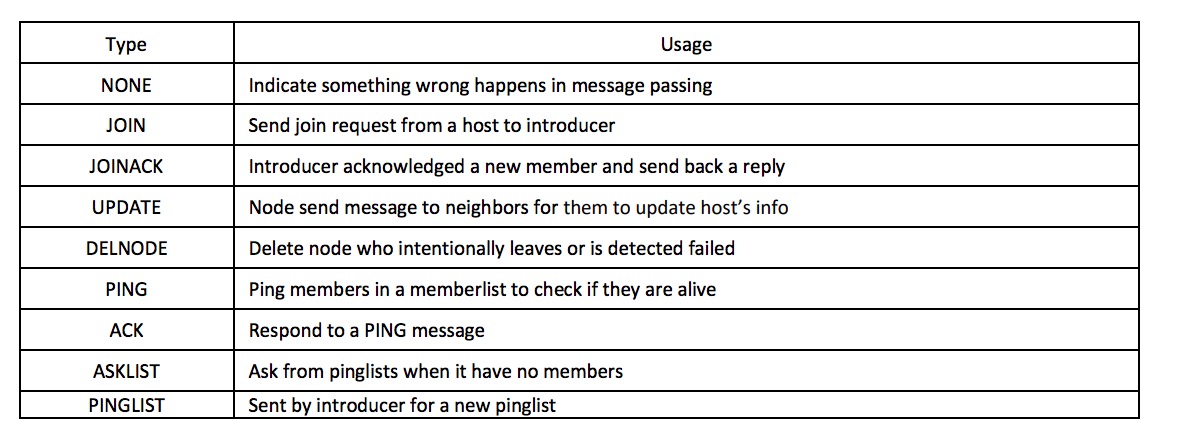 Type Usage
NONE Indicate something wrong happens in message passing
JOIN Send join request from a host to introducer
JOINACK Introducer acknowledged a new member and send back a reply
UPDATE Node send message to neighbors for them to update host’s info
DELNODE Delete node who intentionally leaves or is detected failed
PING Ping members in a memberlist to check if they are alive
ACK Respond to a PING message
ASKLIST Ask from pinglists when it have no members
PINGLIST Sent by introducer for a new pinglist